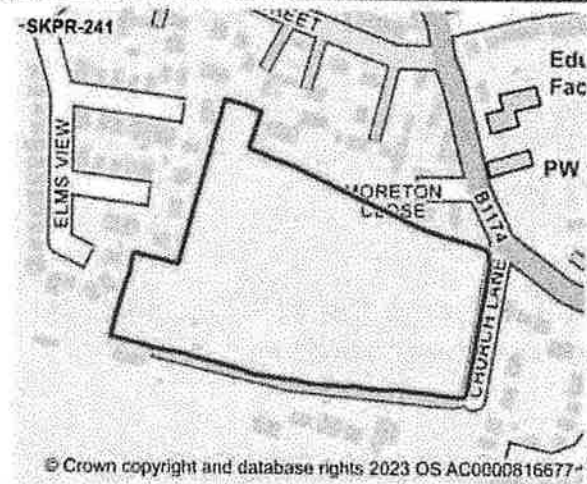 -SKPR-241
REET
Edu
Fac
ELMS VIEW
MORETON
CLOSE
PW
B1174
CHURCH LANE
© Crown copyright and database rights 2023 OS AC0000816677